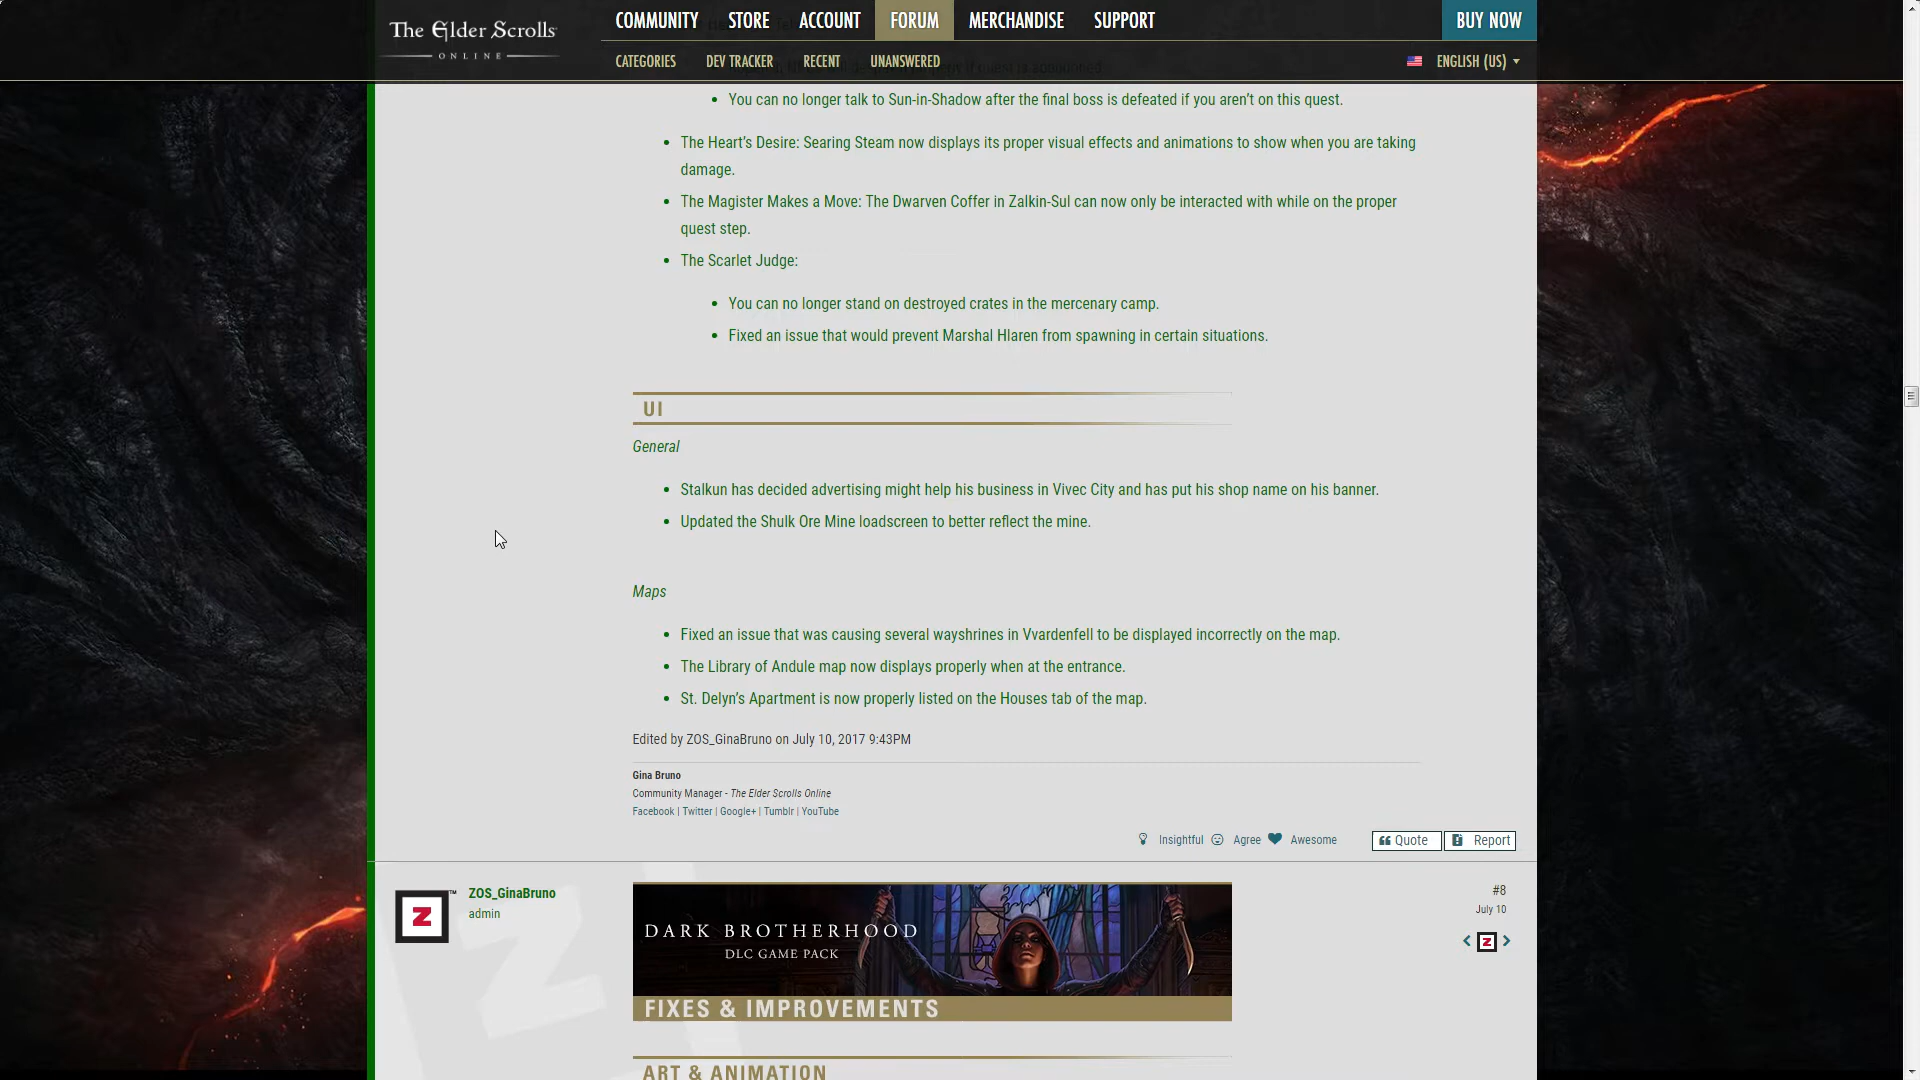 The Elder Scrolls
ONLINE
COMMUNITY STORE ACCOUNT FORUM MERCHANDISE SUPPORT
BUY NOW
CATEGORIES DEV TRACKER RECENT UNANSWERED
ENGLISH (US)
You can no longer talk to Sun-in-Shadow after the final boss is defeated if you aren’t on this quest.
The Heart’s Desire: Searing Steam now displays its proper visual effects and animations to show when you are taking
damage.
The Magister Makes a Move: The Dwarven Coffer in Zalkin-Sul can now only be interacted with while on the proper
quest step.
The Scarlet Judge:
You can no longer stand on destroyed crates in the mercenary camp.
Fixed an issue that would prevent Marshal Hlaren from spawning in certain situations.
UI
General
Stalkun has decided advertising might help his business in Vivec City and has put his shop name on his banner.
Updated the Shulk Ore Mine loadscreen to better reflect the mine.
Maps
Fixed an issue that was causing several wayshrines in Vvardenfell to be displayed incorrectly on the map.
The Library of Andule map now displays properly when at the entrance.
St. Delyn’s Apartment is now properly listed on the Houses tab of the map.
Edited by ZOS_GinaBruno on July 10, 2017 9:43PM
Gina Bruno
Community Manager - The Elder Scrolls Online
Facebook | Twitter | Google+ | Tumblr | YouTube
Insightful Agree Awesome Quote Report
ZOS_GinaBruno
admin
#8
July 10
DARK BROTHERHOOD
DLC GAME PACK
FIXES & IMPROVEMENTS
ART & ANIMATION